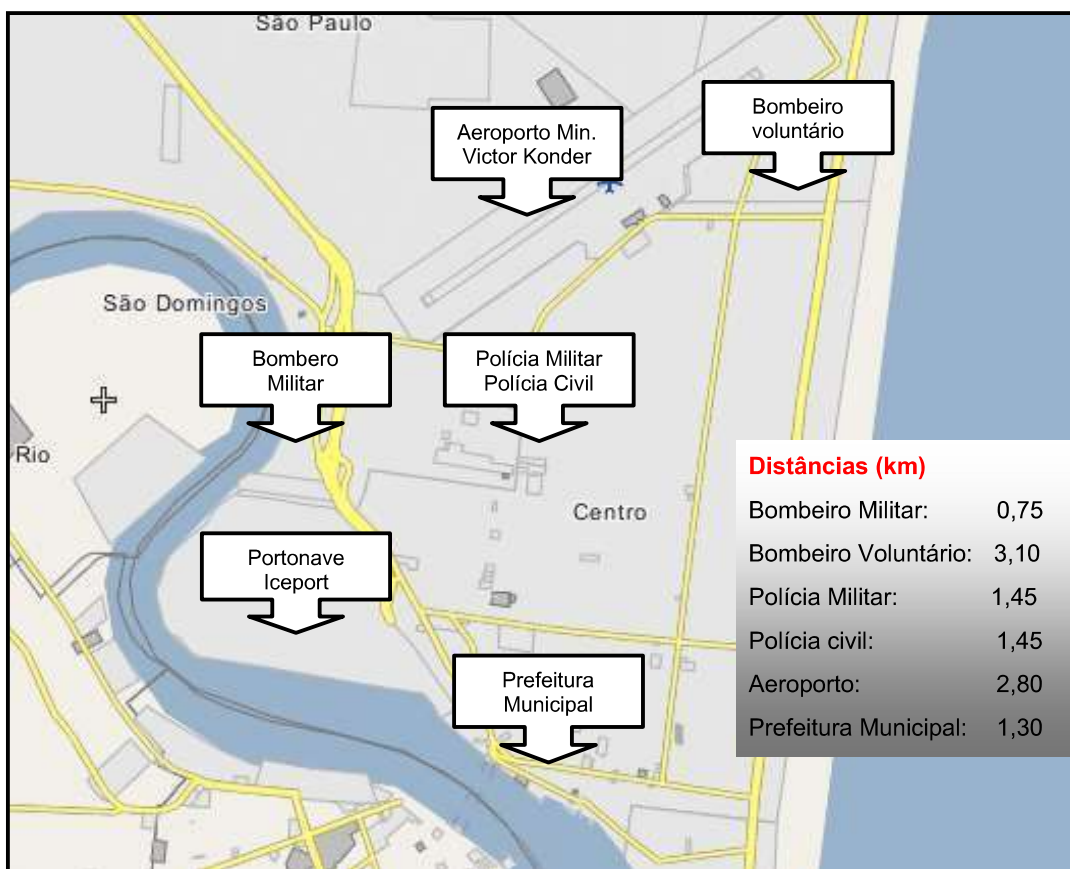 São Paulo
Aeroporto Min.
Victor Konder
Bombeiro
voluntário
São Domingos
Bombero
Militar
Polícia Militar
Polícia Civil
Rio
Centro
Portonave
Iceport
Prefeitura
Municipal
Distâncias (km)
Bombeiro Militar: 0,75
Bombeiro Voluntário: 3,10
Polícia Militar: 1,45
Polícia civil: 1,45
Aeroporto: 2,80
Prefeitura Municipal: 1,30